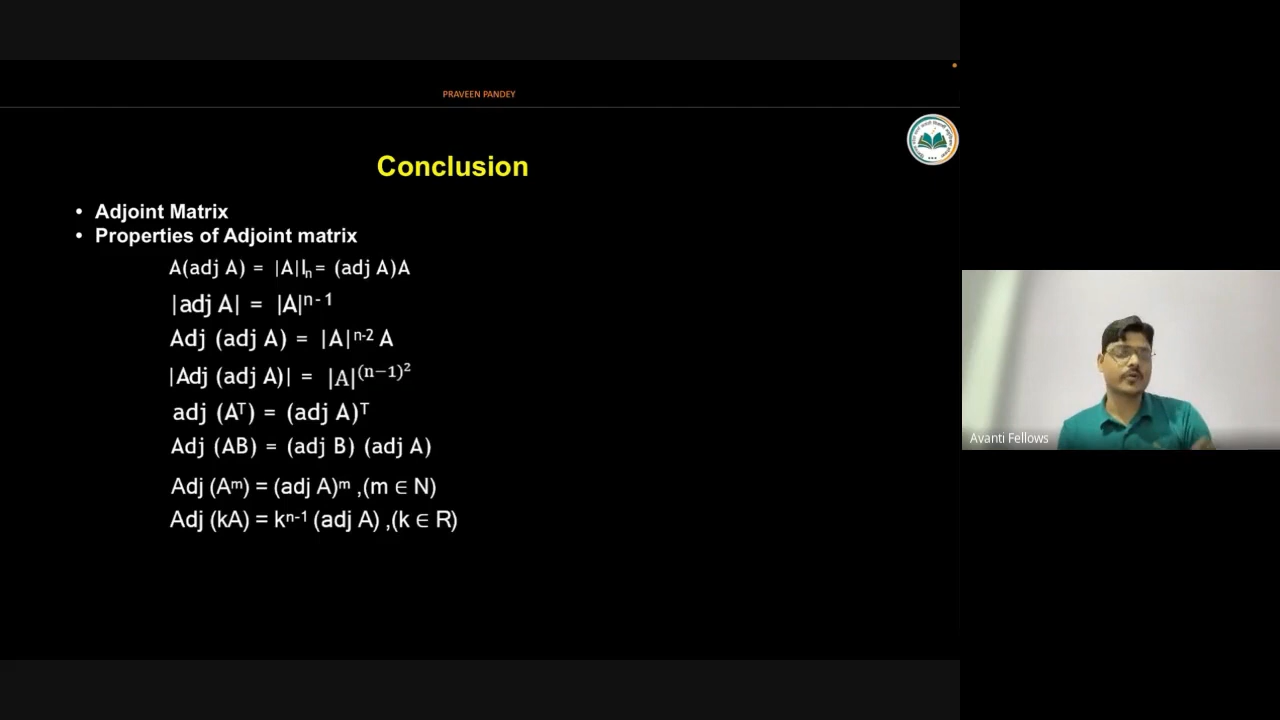 PRAVEEN PANDEY
Conclusion
• Adjoint Matrix
• Properties of Adjoint matrix
A(adj A) = |A|Iₙ = (adj A)A
|adj A| = |A|ⁿ⁻¹
Adj (adj A) = |A|ⁿ⁻² A
|Adj (adj A)| = |A|^(n−1)²
adj (Aᵀ) = (adj A)ᵀ
Adj (AB) = (adj B) (adj A)
Adj (Aᵐ) = (adj A)ᵐ ,(m ∈ N)
Adj (kA) = kⁿ⁻¹ (adj A) ,(k ∈ R)
Avanti Fellows